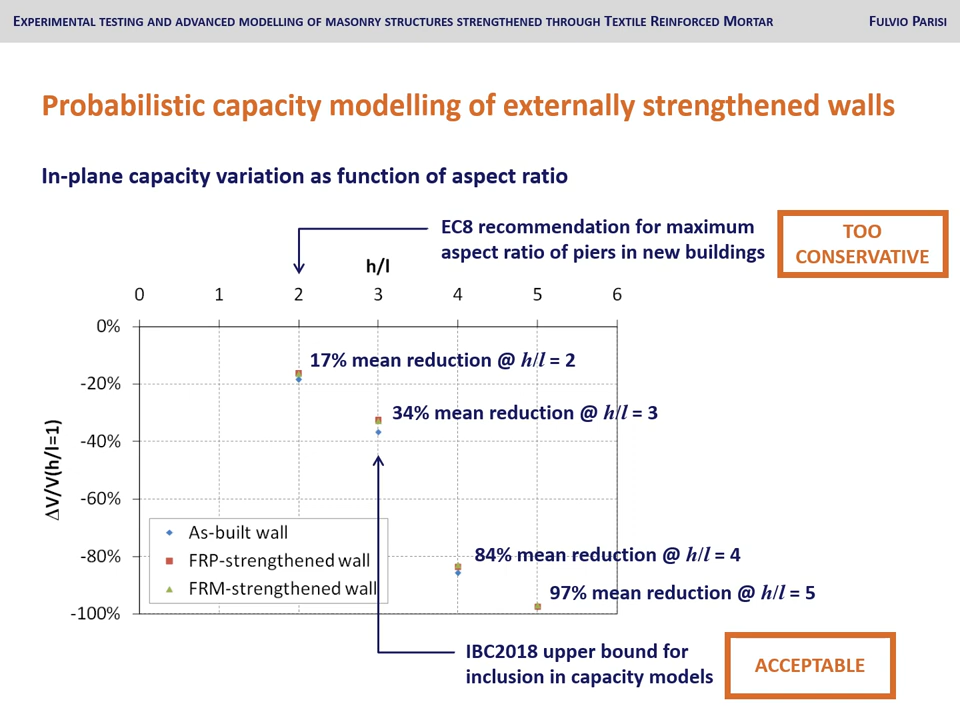 EXPERIMENTAL TESTING AND ADVANCED MODELLING OF MASONRY STRUCTURES STRENGTHENED THROUGH TEXTILE REINFORCED MORTAR FULVIO PARISI
Probabilistic capacity modelling of externally strengthened walls
In-plane capacity variation as function of aspect ratio
EC8 recommendation for maximum
aspect ratio of piers in new buildings
TOO
CONSERVATIVE
h/l
0 1 2 3 4 5 6
0%
-20%
-40%
-60%
-80%
-100%
ΔV/V(h/l=1)
17% mean reduction @ h/l = 2
34% mean reduction @ h/l = 3
84% mean reduction @ h/l = 4
97% mean reduction @ h/l = 5
As-built wall
FRP-strengthened wall
FRM-strengthened wall
IBC2018 upper bound for
inclusion in capacity models
ACCEPTABLE